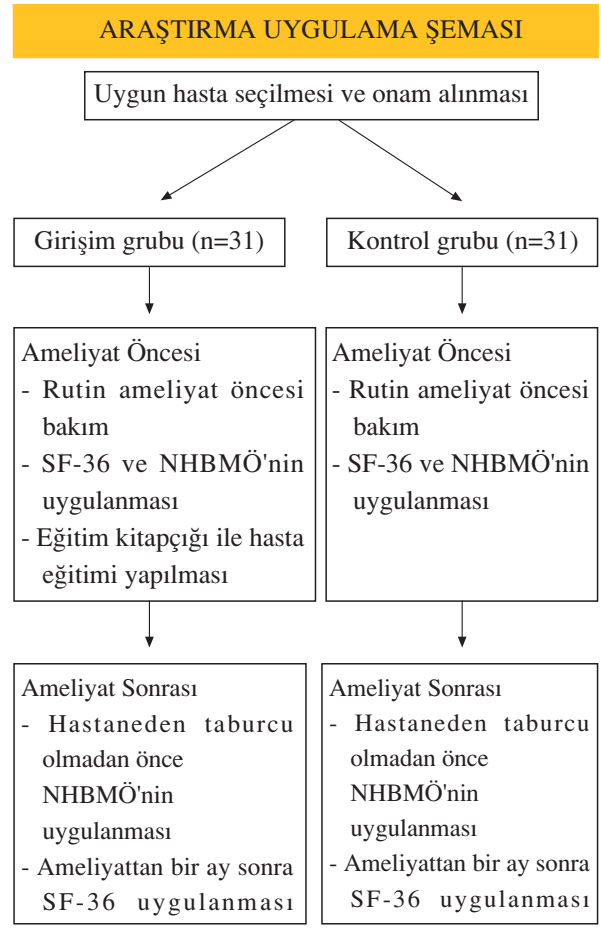 ARAŞTIRMA UYGULAMA ŞEMASI
Uygun hasta seçilmesi ve onam alınması
Girişim grubu (n=31)
Kontrol grubu (n=31)
Ameliyat Öncesi
- Rutin ameliyat öncesi
bakım
- SF-36 ve NHBMÖ'nin
uygulanması
- Eğitim kitapçığı ile hasta
eğitimi yapılması
Ameliyat Öncesi
- Rutin ameliyat öncesi
bakım
- SF-36 ve NHBMÖ'nin
uygulanması
Ameliyat Sonrası
- Hastaneden taburcu
olmadan önce
NHBMÖ'nin
uygulanması
- Ameliyattan bir ay sonra
SF-36 uygulanması
Ameliyat Sonrası
- Hastaneden taburcu
olmadan önce
NHBMÖ'nin
uygulanması
- Ameliyattan bir ay sonra
SF-36 uygulanması